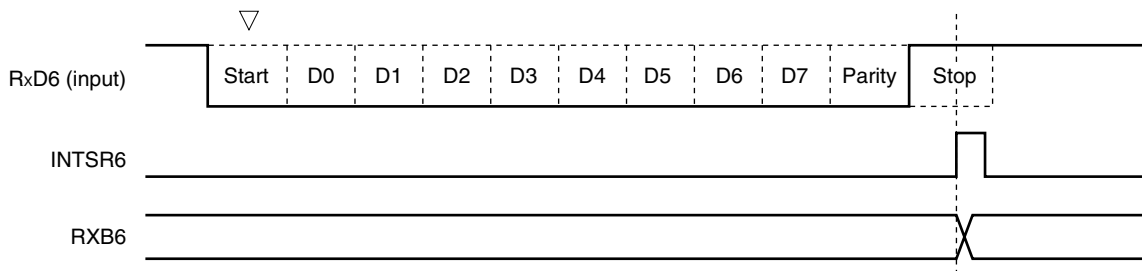 RxD6 (input)
Start D0 D1 D2 D3 D4 D5 D6 D7 Parity Stop
INTSR6
RXB6